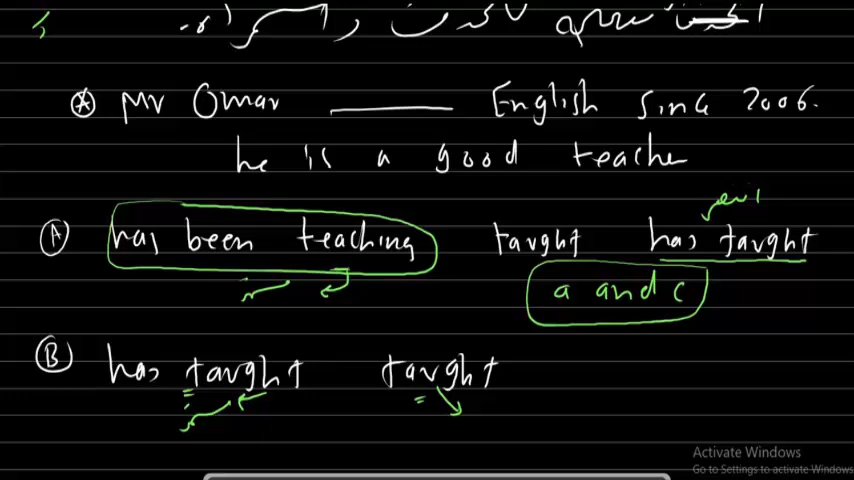 * Mr Omar ______ English since 2006.
he is a good teacher
A has been teaching taught has taught
a and c
B has taught taught
Activate Windows
Go to Settings to activate Windows